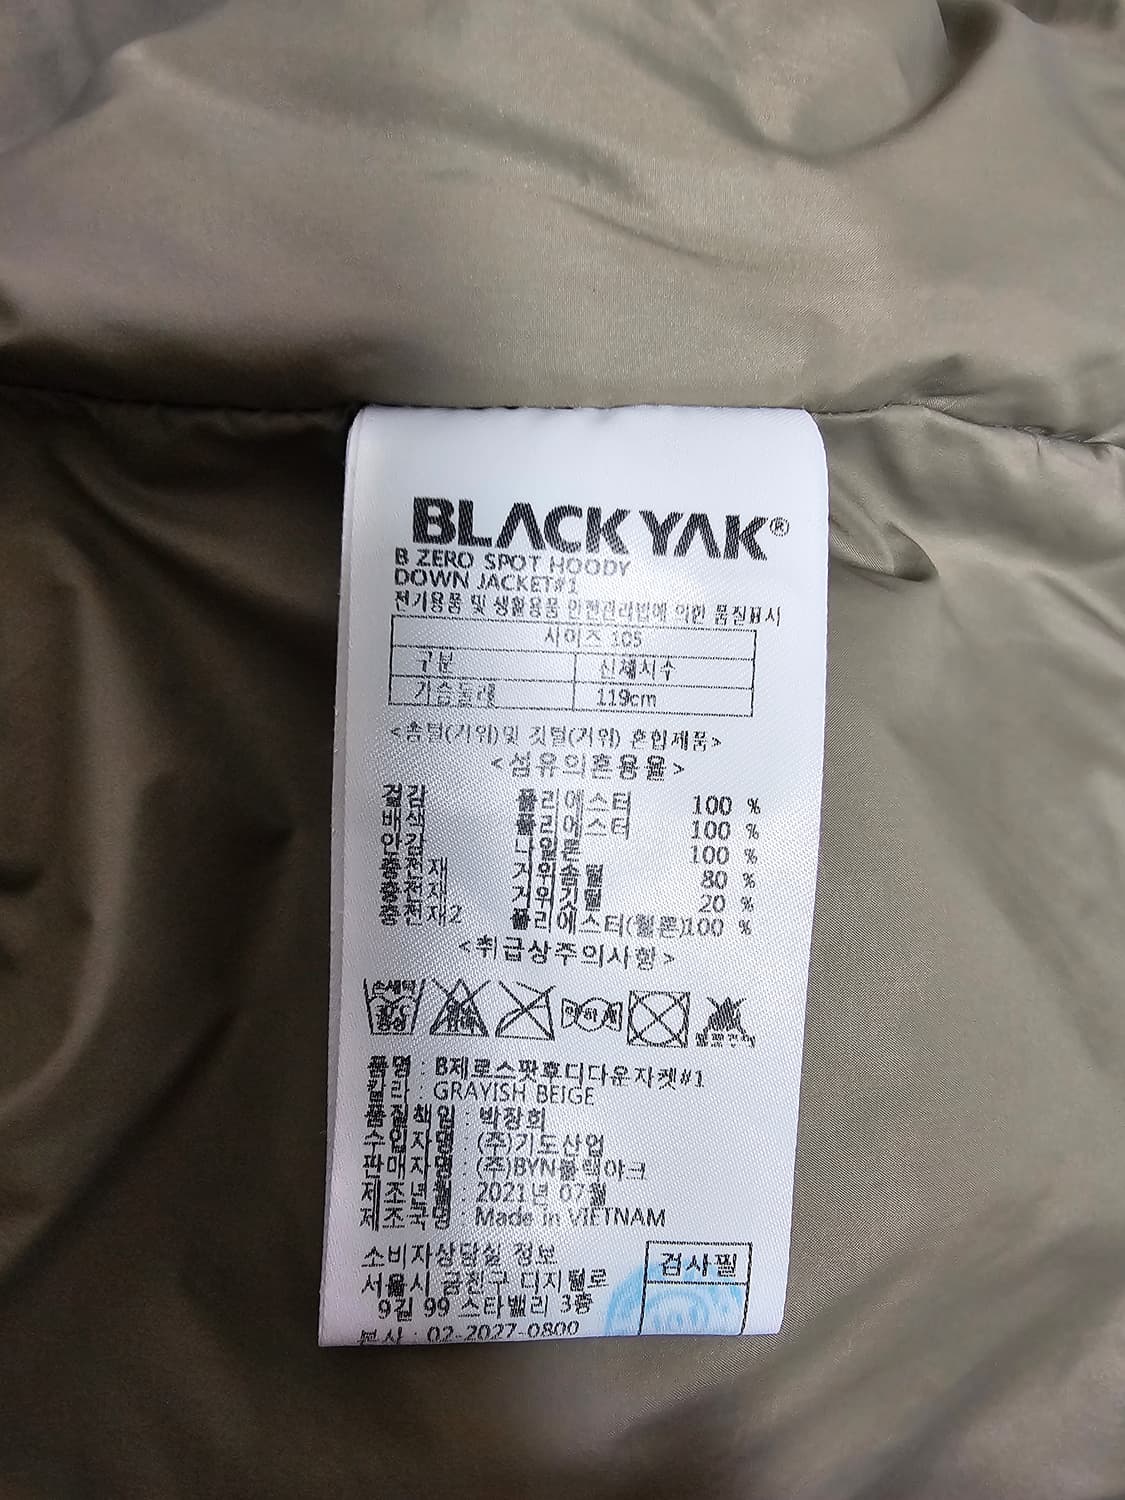 BLACKYAK®
B ZERO SPOT HOODY
DOWN JACKET#1
전기용품 및 생활용품 안전관리법에 의한 품질표시
사이즈 105
구분 신체치수
가슴둘레 119cm
<솜털(거위)및 깃털(거위) 혼합제품>
<섬유의혼용율>
겉감 폴리에스터 100 %
배색 폴리에스터 100 %
안감 나일론 100 %
충전재 거위솜털 80 %
충전재 거위깃털 20 %
충전재2 폴리에스터(웰론)100 %
<취급상주의사항>
손세탁 30℃ 중성 약하게
품명 : B제로스팟후디다운자켓#1
칼라 : GRAYISH BEIGE
품질책임 : 박장희
수입자명 : (주)기도산업
판매자명 : (주)BYN블랙야크
제조년월 : 2021년 07월
제조국명 : Made in VIETNAM
소비자상담실 정보
서울시 금천구 디지털로
9길 99 스타밸리 3층
본사 : 02-2027-0800
검사필